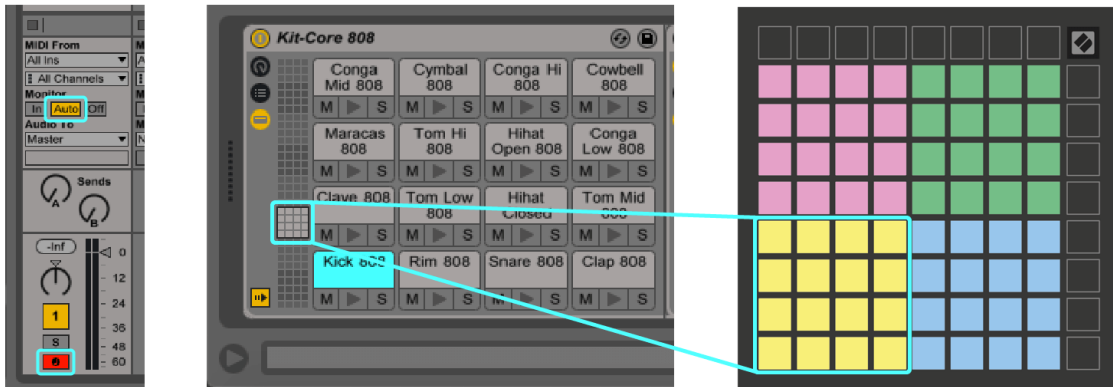 MIDI From
All Ins
All Channels
Monitor
In Auto Off
Audio To
Master
Sends
A
B
-Inf
0
12
24
1
36
S
48
60
Kit-Core 808
Conga Mid 808
Cymbal 808
Conga Hi 808
Cowbell 808
M S M S M S M S
Maracas 808
Tom Hi 808
Hihat Open 808
Conga Low 808
M S M S M S M S
Clave 808
Tom Low 808
Hihat Closed
Tom Mid 808
M S M S M S M S
Kick 808
Rim 808
Snare 808
Clap 808
M S M S M S M S